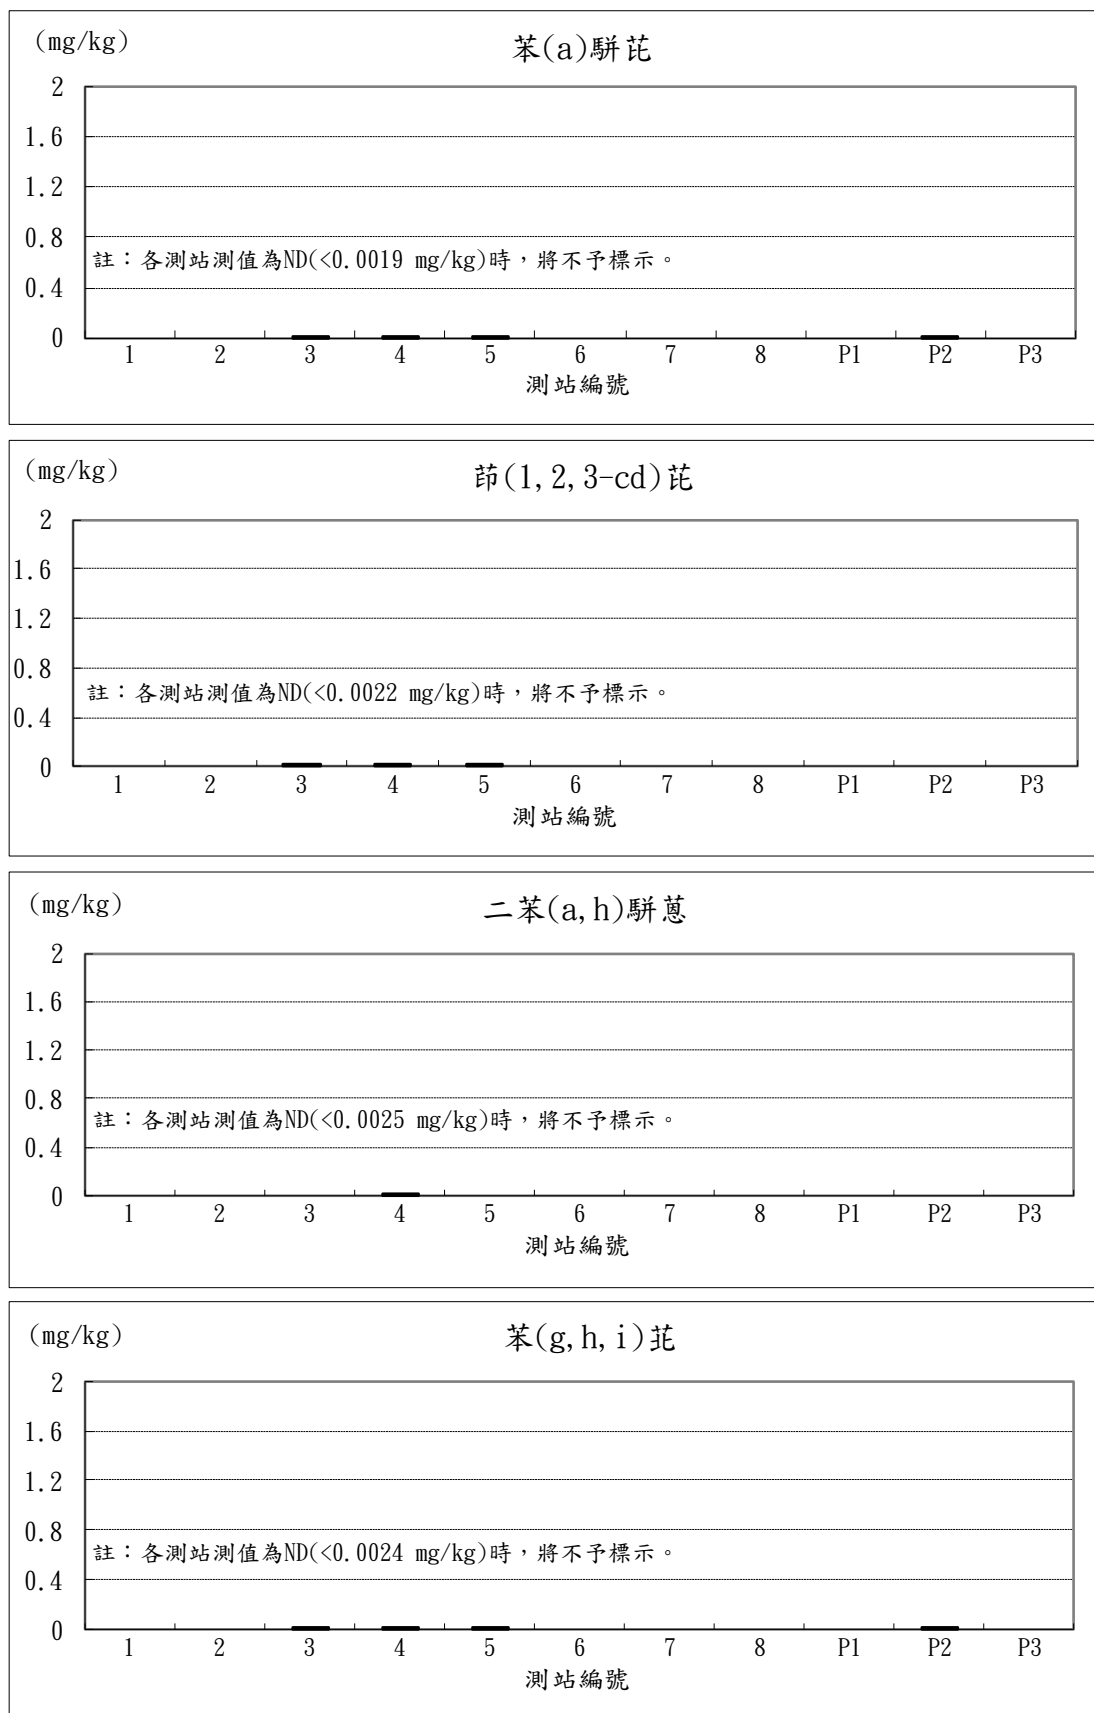 (mg/kg)
苯(a)駢芘
2
1.6
1.2
0.8
註：各測站測值為ND(<0.0019 mg/kg)時，將不予標示。
0.4
0
1 2 3 4 5 6 7 8 P1 P2 P3
測站編號
(mg/kg)
茚(1,2,3-cd)芘
2
1.6
1.2
0.8
註：各測站測值為ND(<0.0022 mg/kg)時，將不予標示。
0.4
0
1 2 3 4 5 6 7 8 P1 P2 P3
測站編號
(mg/kg)
二苯(a,h)駢蒽
2
1.6
1.2
0.8
註：各測站測值為ND(<0.0025 mg/kg)時，將不予標示。
0.4
0
1 2 3 4 5 6 7 8 P1 P2 P3
測站編號
(mg/kg)
苯(g,h,i)苝
2
1.6
1.2
0.8
註：各測站測值為ND(<0.0024 mg/kg)時，將不予標示。
0.4
0
1 2 3 4 5 6 7 8 P1 P2 P3
測站編號